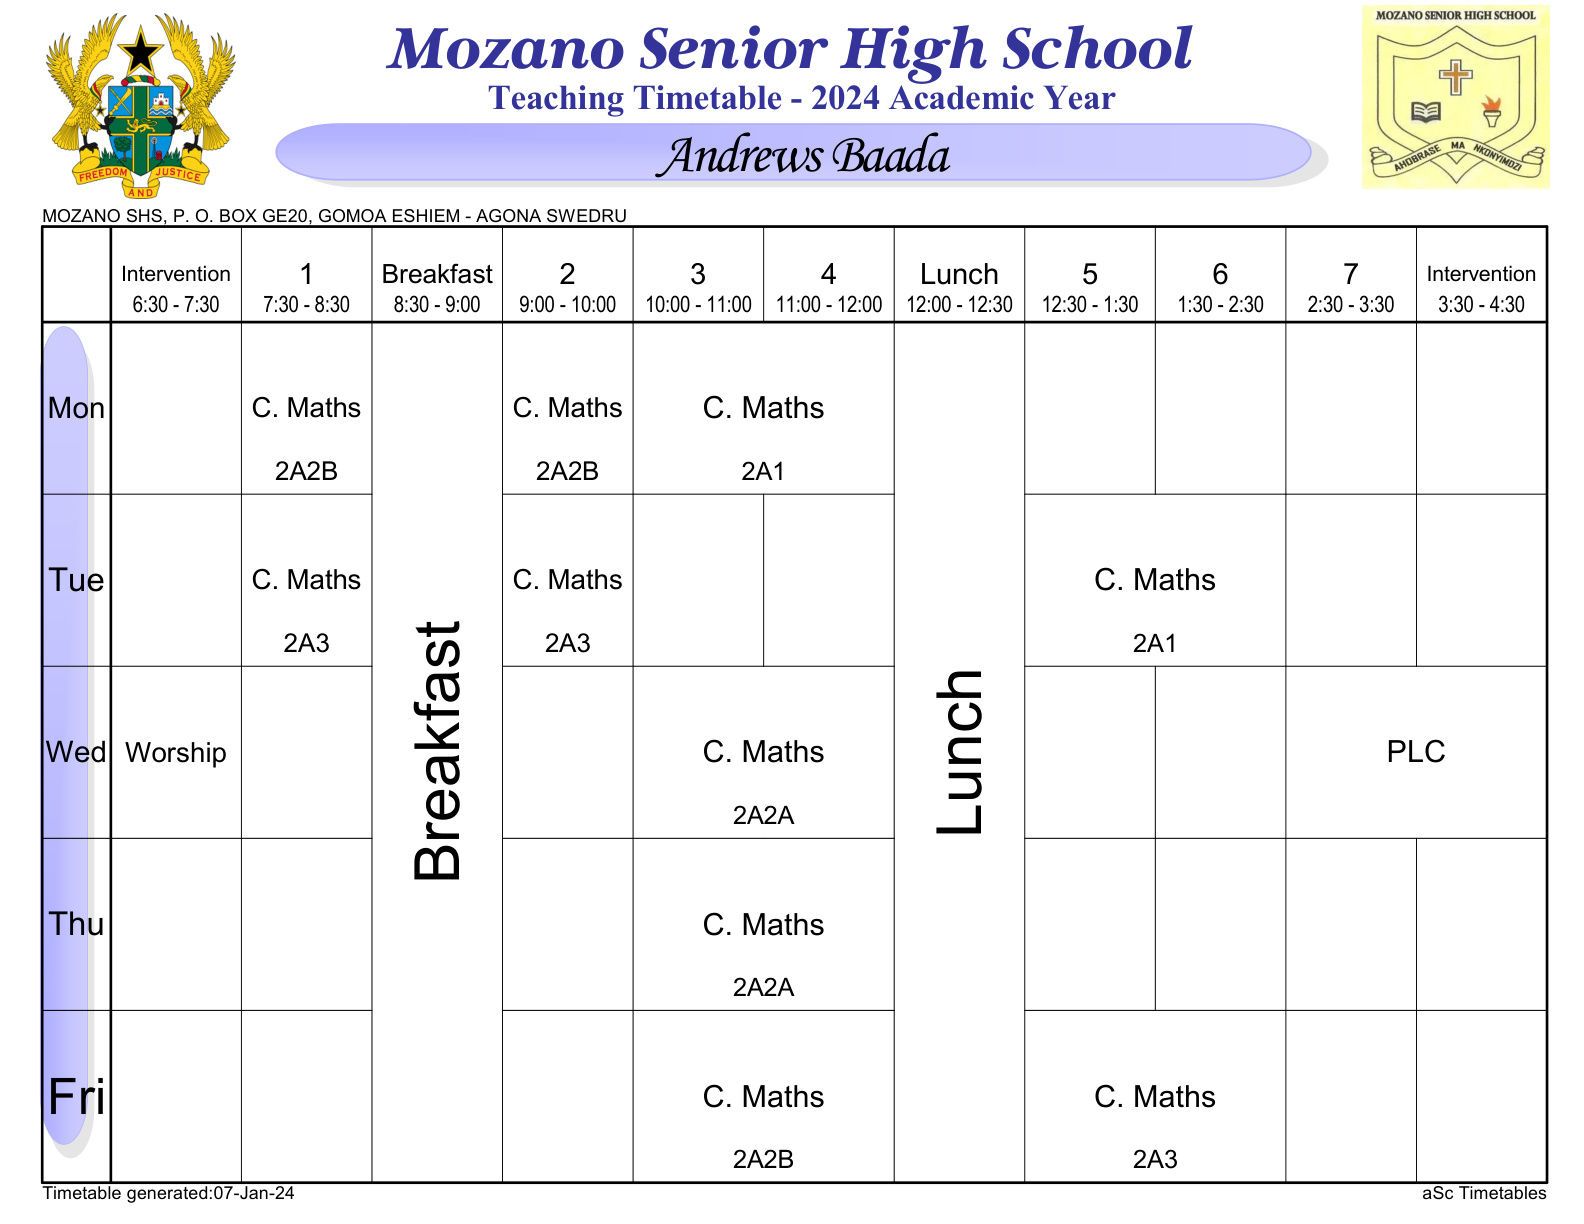 Mozano Senior High School
Teaching Timetable - 2024 Academic Year
Andrews Baada
FREEDOM AND JUSTICE
MOZANO SENIOR HIGH SCHOOL
AHOBRASE MA NKONYIMDZI
MOZANO SHS, P. O. BOX GE20, GOMOA ESHIEM - AGONA SWEDRU
Intervention 1 Breakfast 2 3 4 Lunch 5 6 7 Intervention
6:30 - 7:30 7:30 - 8:30 8:30 - 9:00 9:00 - 10:00 10:00 - 11:00 11:00 - 12:00 12:00 - 12:30 12:30 - 1:30 1:30 - 2:30 2:30 - 3:30 3:30 - 4:30
Mon C. Maths C. Maths C. Maths
2A2B 2A2B 2A1
Tue C. Maths C. Maths C. Maths
2A3 2A3 2A1
Breakfast
Lunch
Wed Worship C. Maths PLC
2A2A
Thu C. Maths
2A2A
Fri C. Maths C. Maths
2A2B 2A3
Timetable generated:07-Jan-24 aSc Timetables